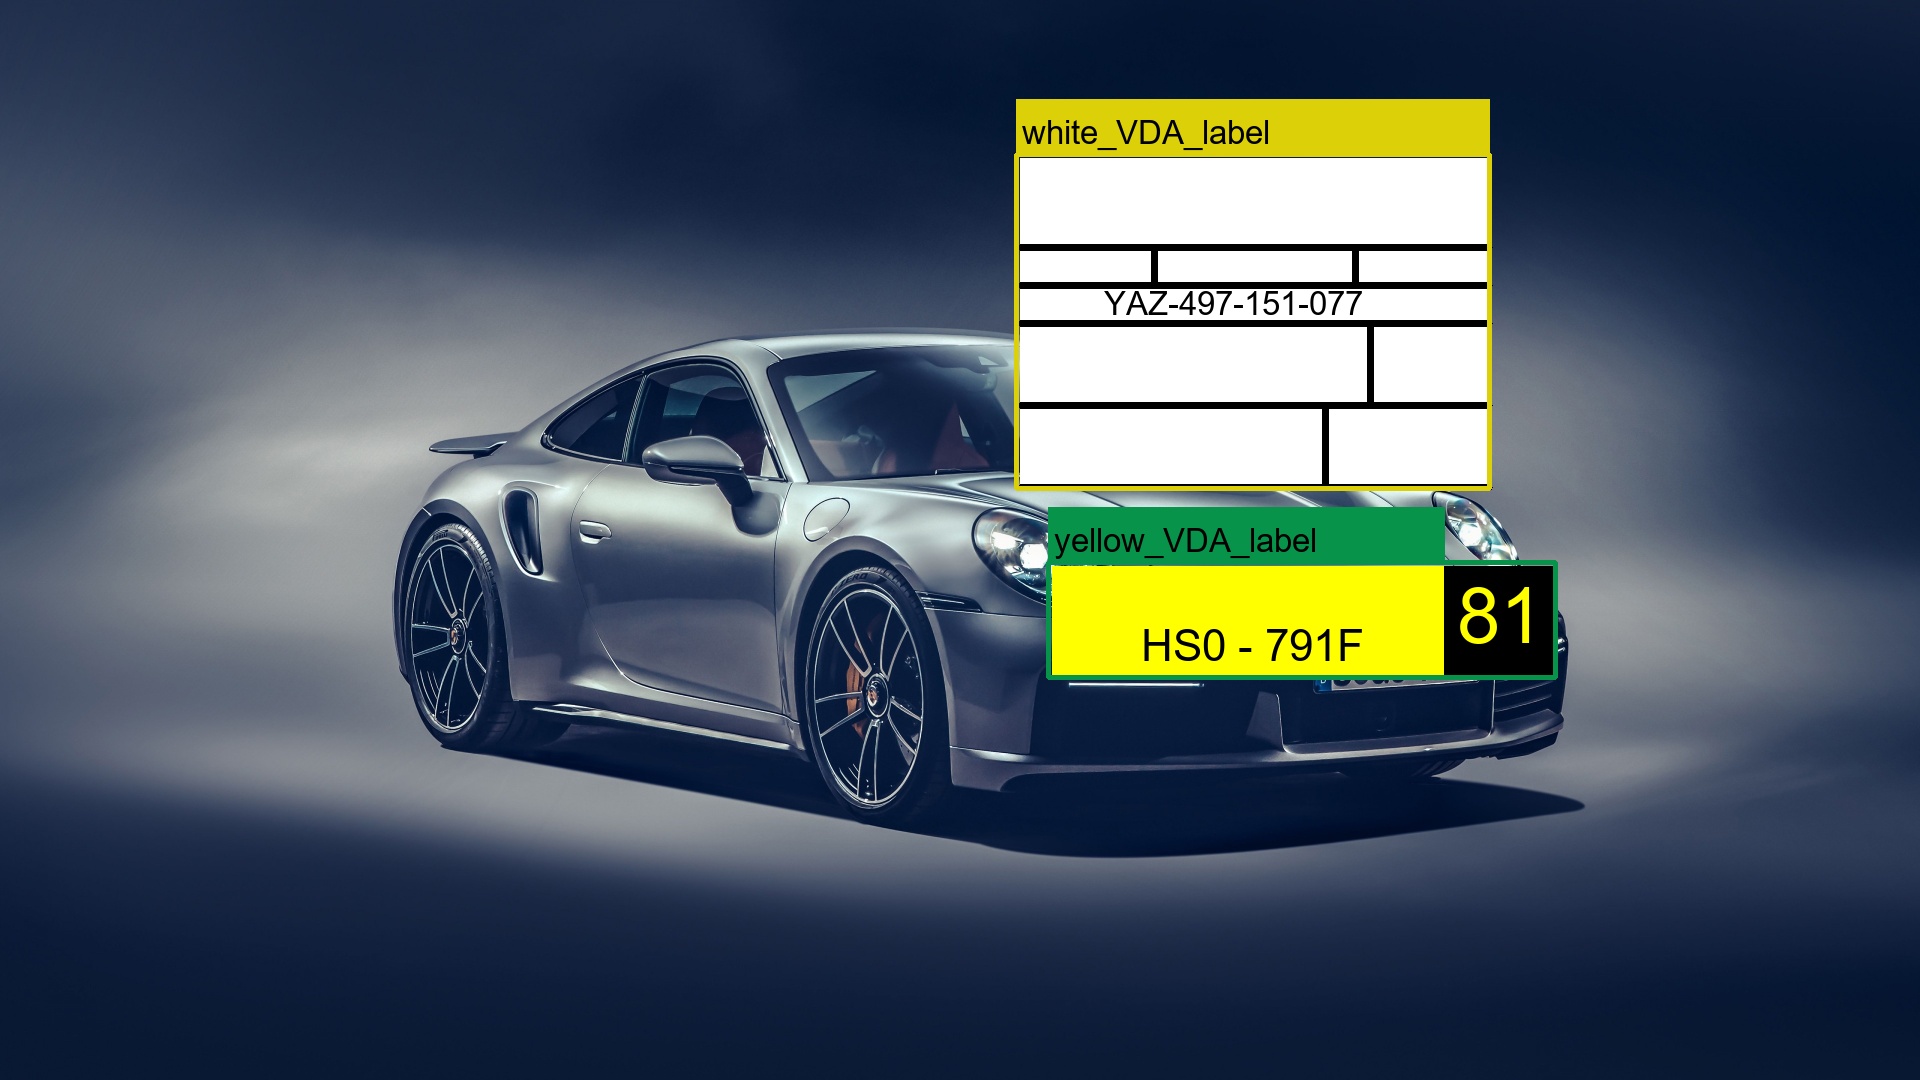 white_VDA_label
YAZ-497-151-077
yellow_VDA_label
HS0 - 791F
81